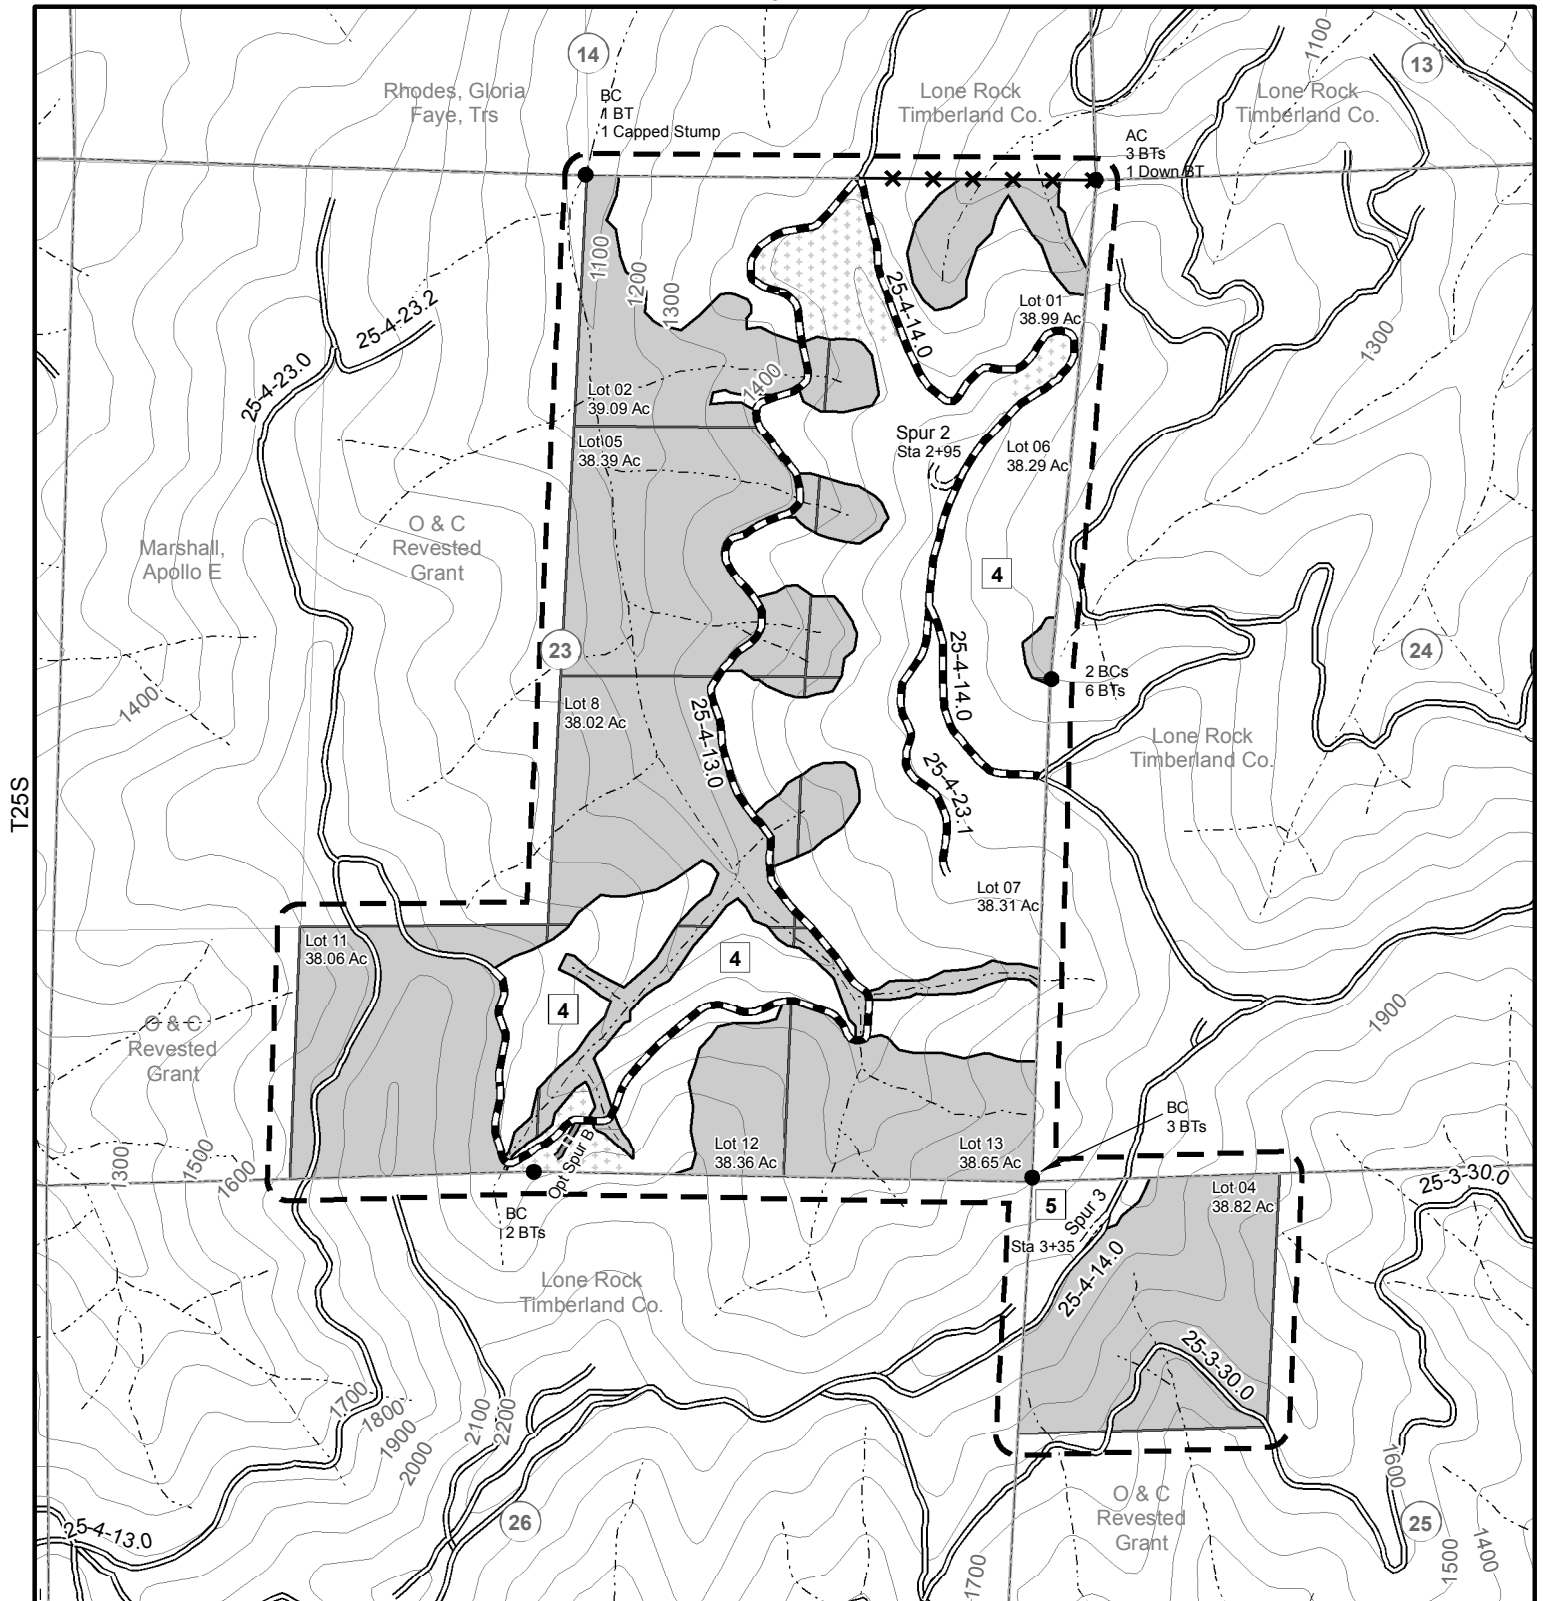 14
13
1100
Rhodes, Gloria
Faye, Trs
Lone Rock
Timberland Co.
Lone Rock
Timberland Co.
BC
1 BT
1 Capped Stump
AC
3 BTs
1 Down BT
1100
1200
1300
25-4-14.0
Lot 01
38.99 Ac
25-4-23.2
25-4-23.0
1300
1400
Lot 02
39.09 Ac
Lot 05
38.39 Ac
Spur 2
Sta 2+95
Lot 06
38.29 Ac
O & C
Revested
Grant
Marshall,
Apollo E
4
23
24
25-4-14.0
2 BCs
6 BTs
1400
Lot 8
38.02 Ac
25-4-13.0
Lone Rock
Timberland Co.
25-4-23.1
T25S
Lot 07
38.31 Ac
Lot 11
38.06 Ac
4
4
O & C
Revested
Grant
1900
BC
3 BTs
Lot 12
38.36 Ac
Lot 13
38.65 Ac
Opt Spur B
1300
1500
1600
25-3-30.0
Lot 04
38.82 Ac
5
Spur 3
BC
2 BTs
Sta 3+35
25-4-14.0
Lone Rock
Timberland Co.
25-3-30.0
1700
1800
1900
2000
2100
2200
1600
O & C
Revested
Grant
26
25
25-4-13.0
1700
1500
1400